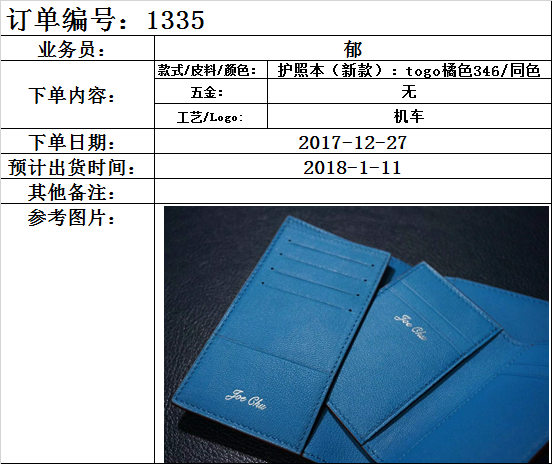 订单编号：1335
业务员：
郁
下单内容：
款式/皮料/颜色：
护照本（新款）：togo橘色346/同色
五金：
无
工艺/Logo：
机车
下单日期：
2017-12-27
预计出货时间：
2018-1-11
其他备注：
参考图片：
Joe Chu
Joe Chu